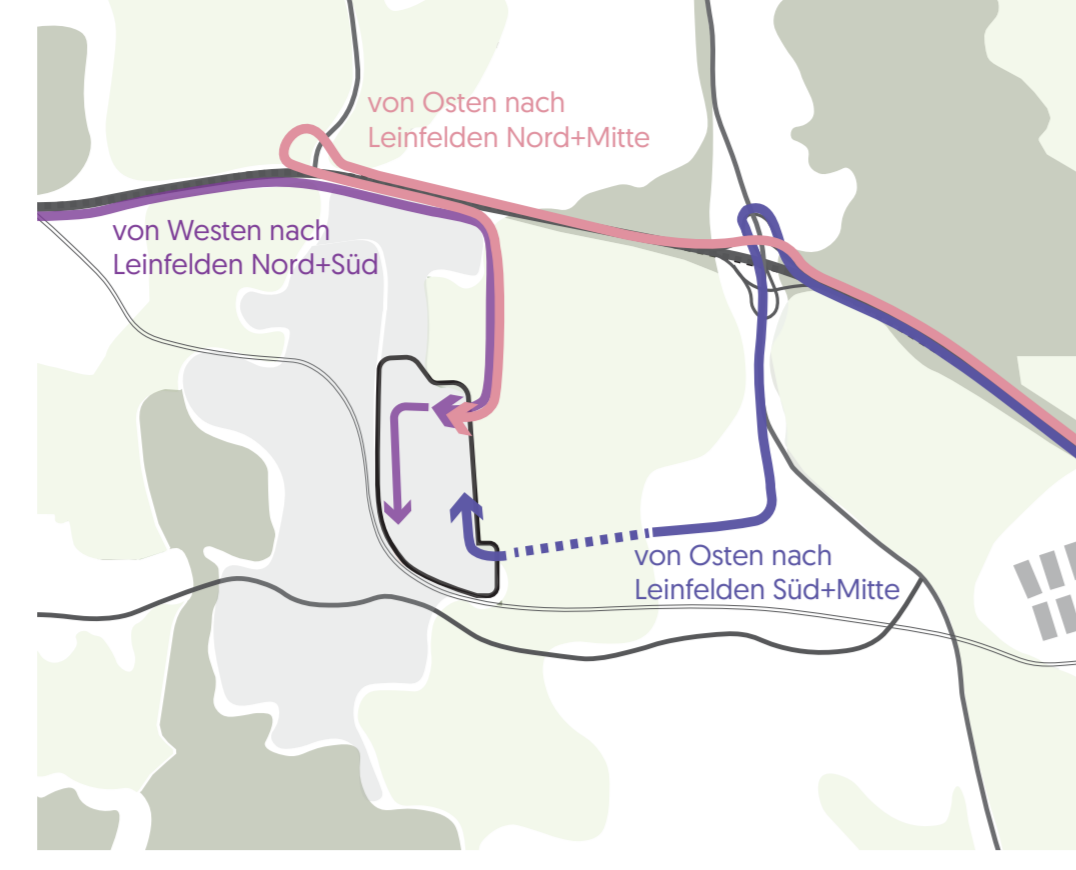 von Osten nach
Leinfelden Nord+Mitte
von Westen nach
Leinfelden Nord+Süd
von Osten nach
Leinfelden Süd+Mitte